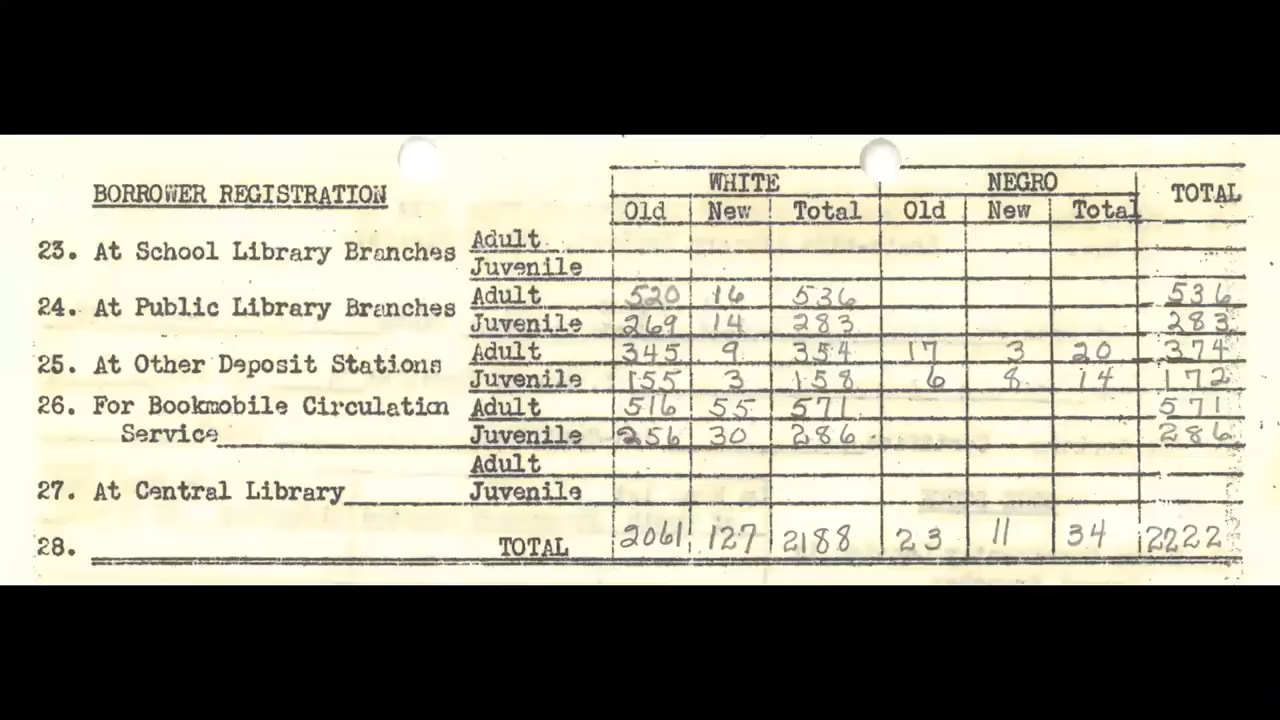 BORROWER REGISTRATION WHITE NEGRO TOTAL
Old New Total Old New Total
23. At School Library Branches Adult
Juvenile
24. At Public Library Branches Adult 520 16 536 536
Juvenile 269 14 283 283
25. At Other Deposit Stations Adult 345 9 354 17 3 20 374
Juvenile 155 3 158 6 8 14 172
26. For Bookmobile Circulation Adult 516 55 571 571
Service Juvenile 256 30 286 286
Adult
27. At Central Library Juvenile
28. TOTAL 2061 127 2188 23 11 34 2222